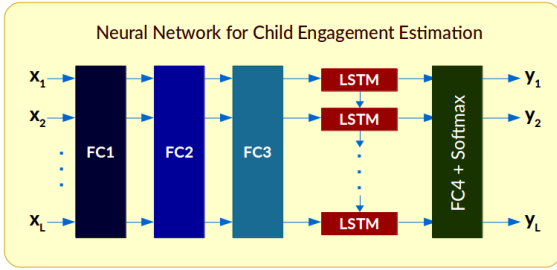 Neural Network for Child Engagement Estimation
x1 LSTM y1
x2 LSTM y2
FC1 FC2 FC3 FC4 + Softmax
xL LSTM yL